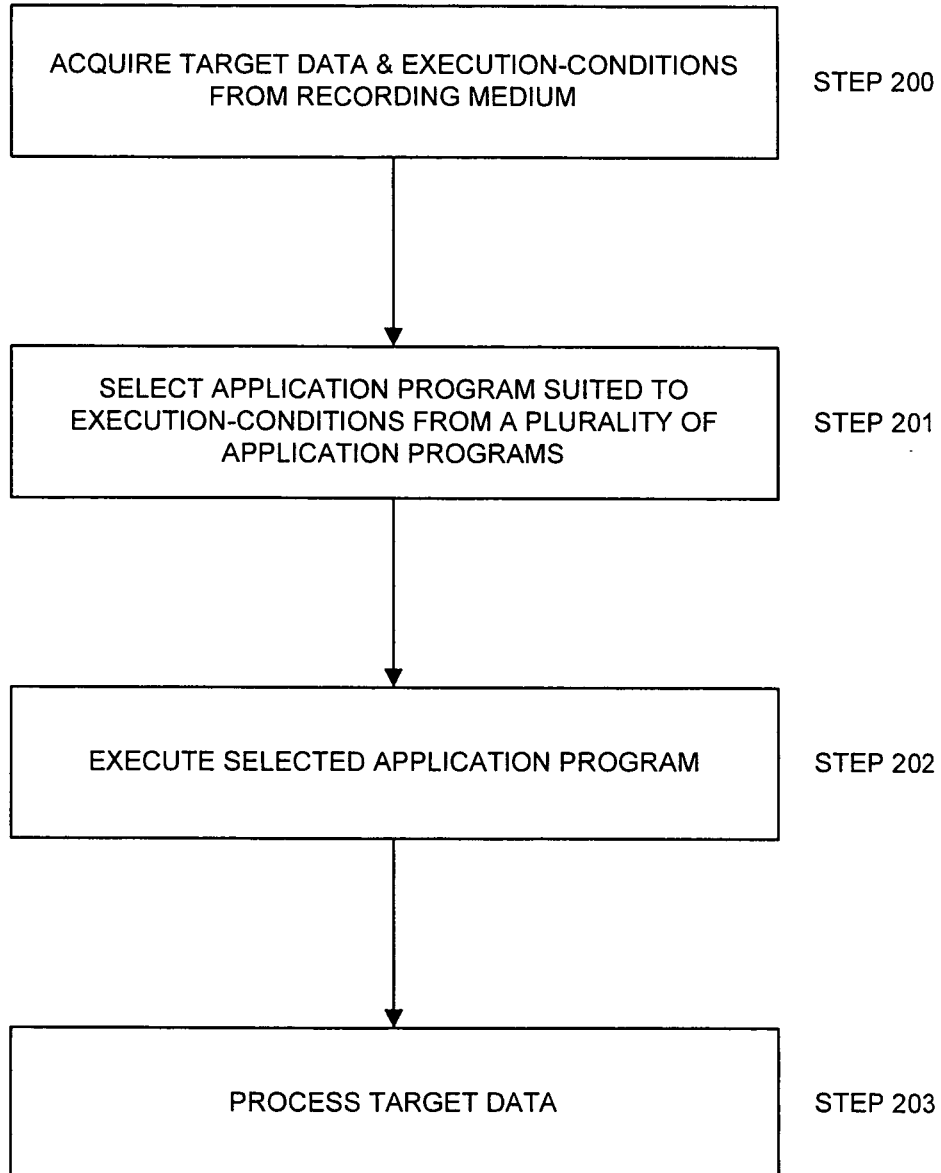 ACQUIRE TARGET DATA & EXECUTION-CONDITIONS
FROM RECORDING MEDIUM
STEP 200
SELECT APPLICATION PROGRAM SUITED TO
EXECUTION-CONDITIONS FROM A PLURALITY OF
APPLICATION PROGRAMS
STEP 201
EXECUTE SELECTED APPLICATION PROGRAM
STEP 202
PROCESS TARGET DATA
STEP 203